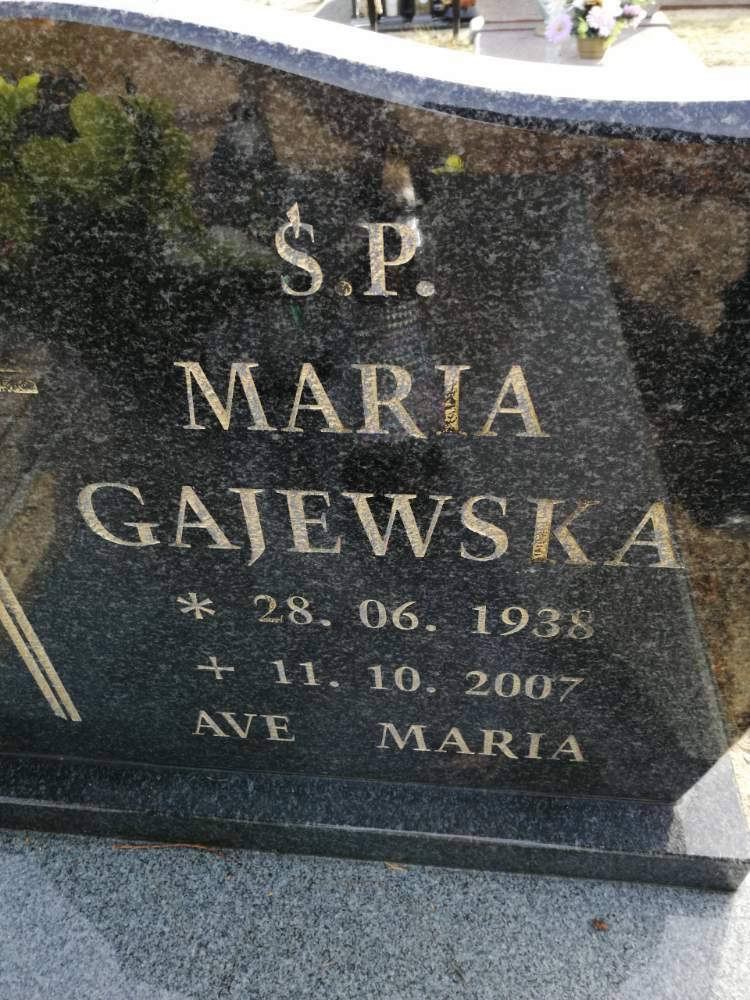 Ś.P.
MARIA
GAJEWSKA
* 28. 06. 1938
+ 11. 10. 2007
AVE MARIA